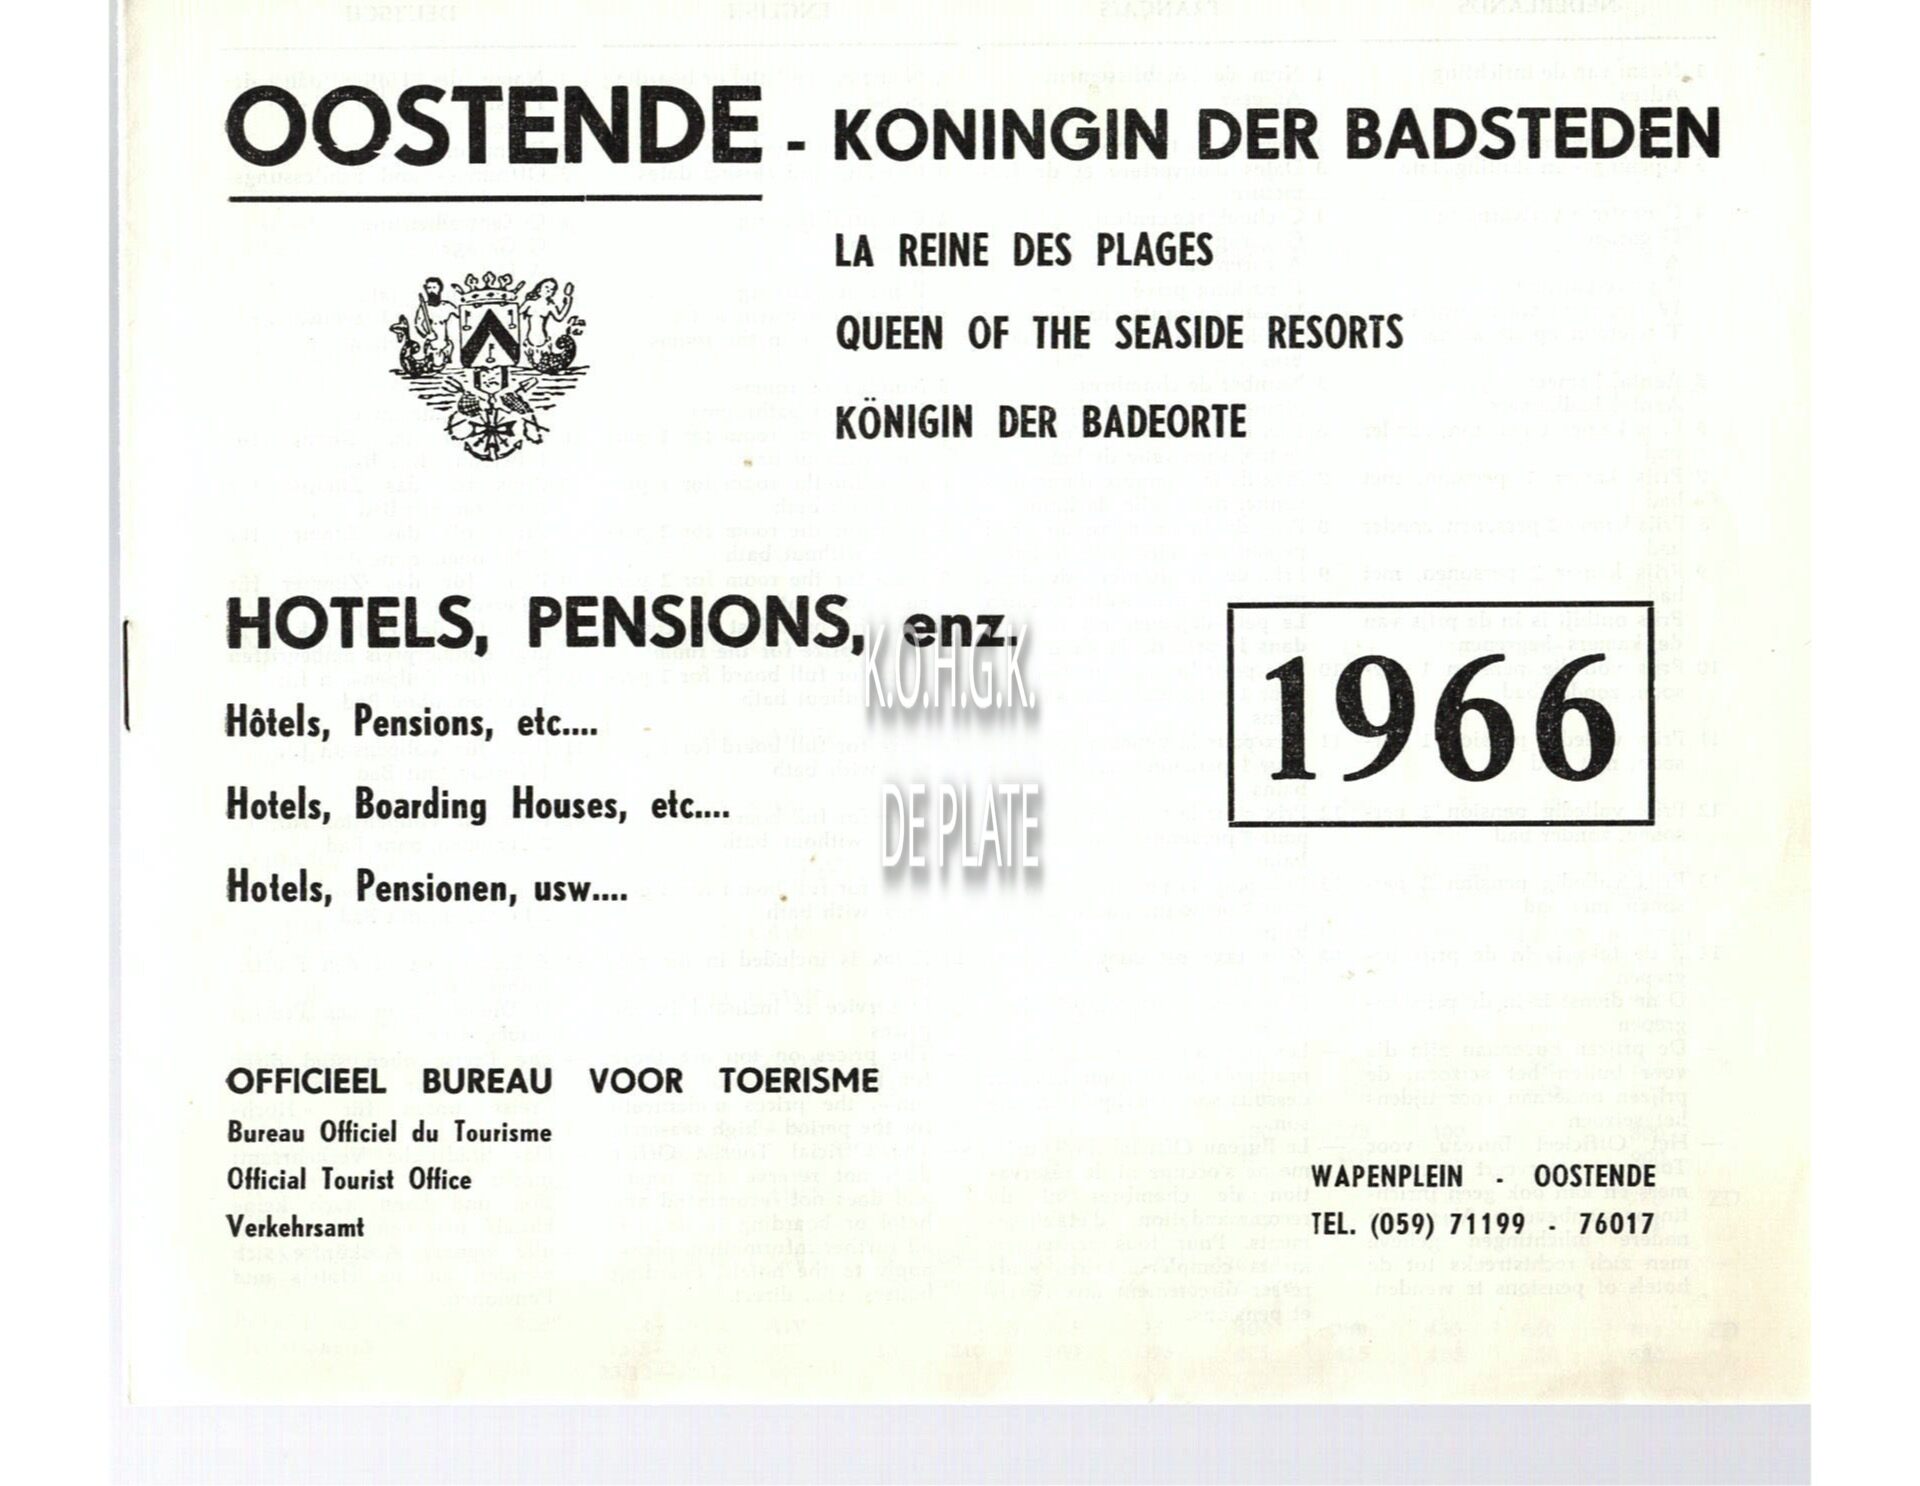 OOSTENDE - KONINGIN DER BADSTEDEN
LA REINE DES PLAGES
QUEEN OF THE SEASIDE RESORTS
KÖNIGIN DER BADEORTE
HOTELS, PENSIONS, enz.
1966
Hôtels, Pensions, etc....
Hotels, Boarding Houses, etc....
Hotels, Pensionen, usw....
K.O.H.G.K.
DE PLATE
OFFICIEEL BUREAU VOOR TOERISME
Bureau Officiel du Tourisme
Official Tourist Office
Verkehrsamt
WAPENPLEIN - OOSTENDE
TEL. (059) 71199 - 76017